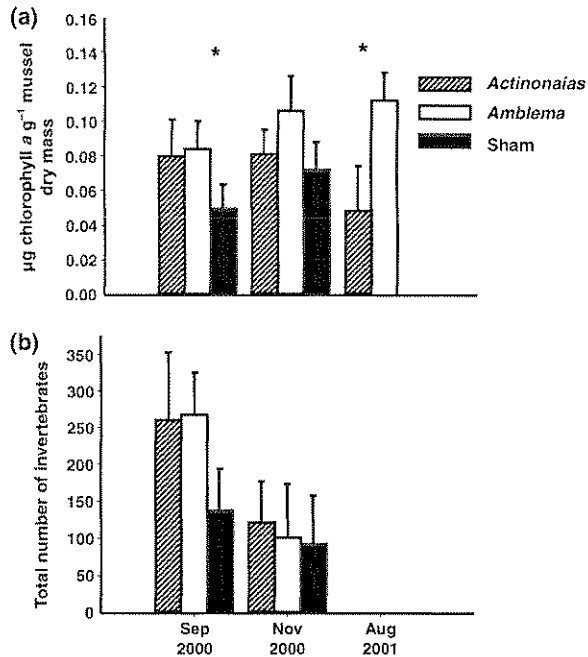 (a)
µg chlorophyll a g⁻¹ mussel
dry mass
0.16
0.14
0.12
0.10
0.08
0.06
0.04
0.02
0.00
*
*
Actinonaías
Amblema
Sham
(b)
Total number of invertebrates
350
300
250
200
150
100
50
0
Sep
2000
Nov
2000
Aug
2001